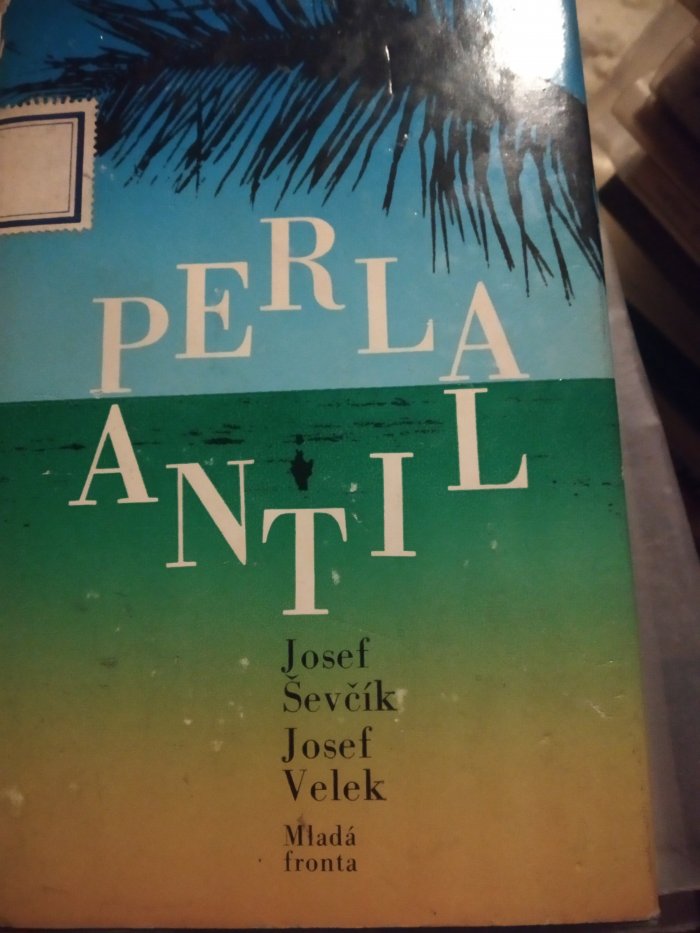 PERLA
ANTIL
Josef
Ševčík
Josef
Velek
Mladá
fronta